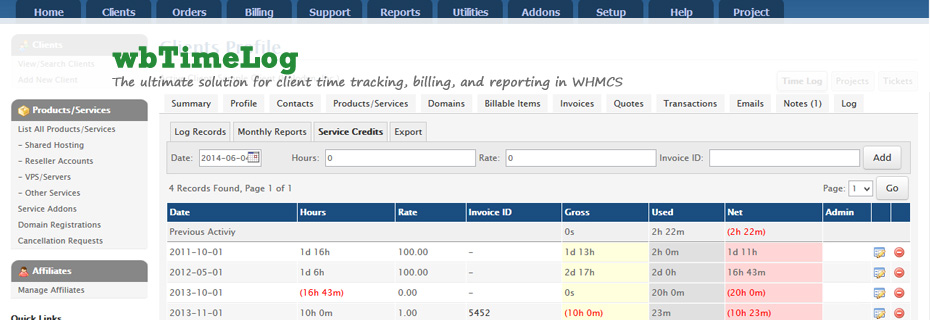 Home Clients Orders Billing Support Reports Utilities Addons Setup Help Project
Clients
Clients Profile
wbTimeLog
View/Search Clients
Add New Client
The ultimate solution for client time tracking, billing, and reporting in WHMCS
Time Log Projects Tickets
Products/Services
Summary Profile Contacts Products/Services Domains Billable Items Invoices Quotes Transactions Emails Notes (1) Log
List All Products/Services
- Shared Hosting
- Reseller Accounts
- VPS/Servers
- Other Services
Service Addons
Domain Registrations
Cancellation Requests
Affiliates
Manage Affiliates
Quick Links
Log Records Monthly Reports Service Credits Export
Date: 2014-06-04 Hours: 0 Rate: 0 Invoice ID: Add
4 Records Found, Page 1 of 1 Page: 1 Go
Date Hours Rate Invoice ID Gross Used Net Admin
Previous Activiy 0s 2h 22m (2h 22m)
2011-10-01 1d 16h 100.00 - 1d 13h 2h 0m 1d 11h
2012-05-01 1d 6h 100.00 - 2d 17h 2d 0h 16h 43m
2013-10-01 (16h 43m) 0.00 - 0s 20h 0m (20h 0m)
2013-11-01 10h 0m 1.00 5452 (10h 0m) 23m (10h 23m)